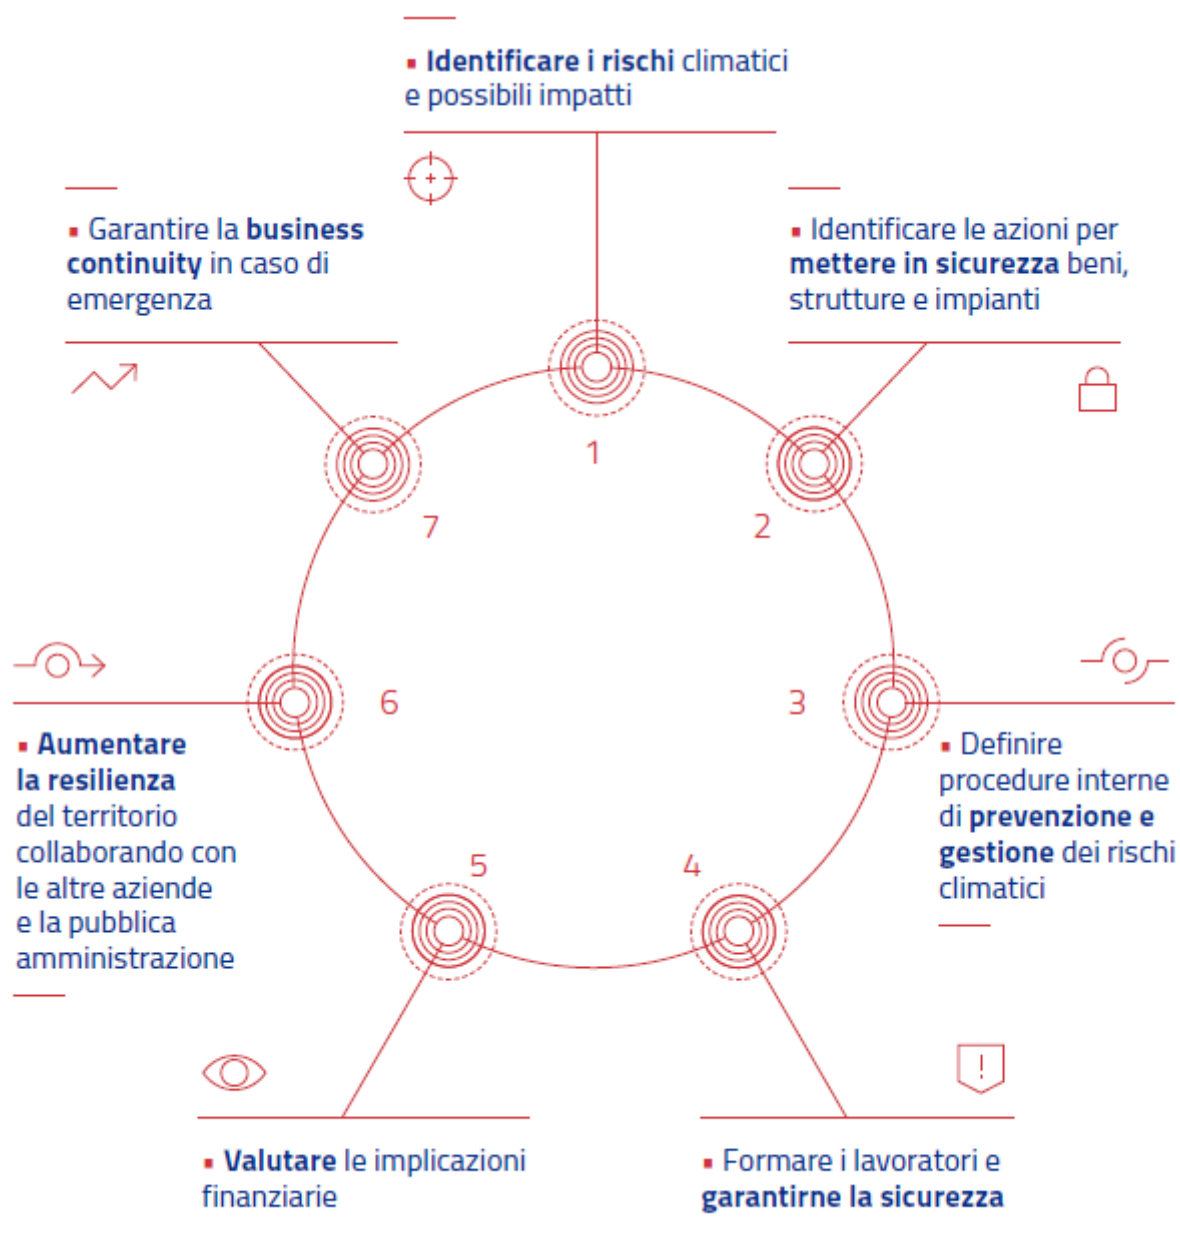 ▪ Identificare i rischi climatici
e possibili impatti
1
▪ Identificare le azioni per
mettere in sicurezza beni,
strutture e impianti
2
3
▪ Definire
procedure interne
di prevenzione e
gestione dei rischi
climatici
4
▪ Formare i lavoratori e
garantirne la sicurezza
5
▪ Valutare le implicazioni
finanziarie
6
▪ Aumentare
la resilienza
del territorio
collaborando con
le altre aziende
e la pubblica
amministrazione
▪ Garantire la business
continuity in caso di
emergenza
7
!